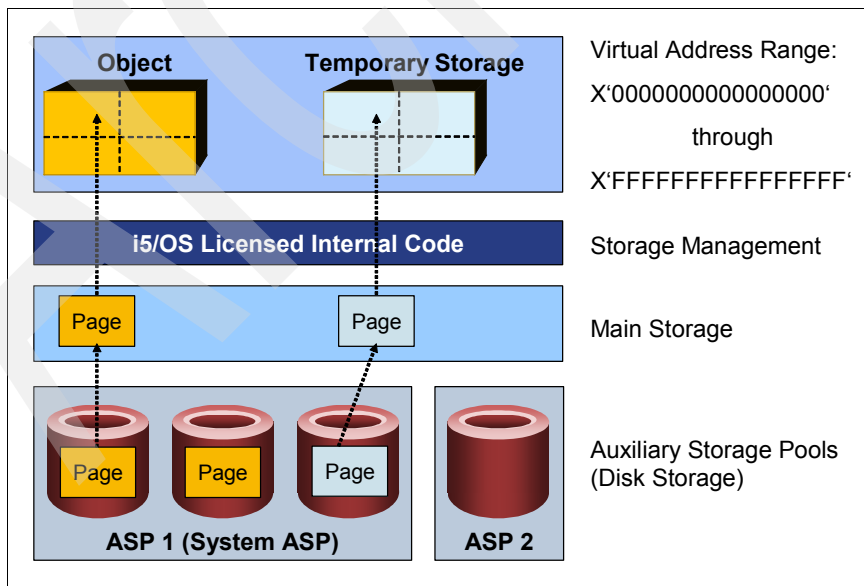 Object
Temporary Storage
Virtual Address Range:
X‘0000000000000000‘
through
X‘FFFFFFFFFFFFFFFF‘
i5/OS Licensed Internal Code
Storage Management
Page
Page
Main Storage
Page
Page
Page
Auxiliary Storage Pools
(Disk Storage)
ASP 1 (System ASP)
ASP 2